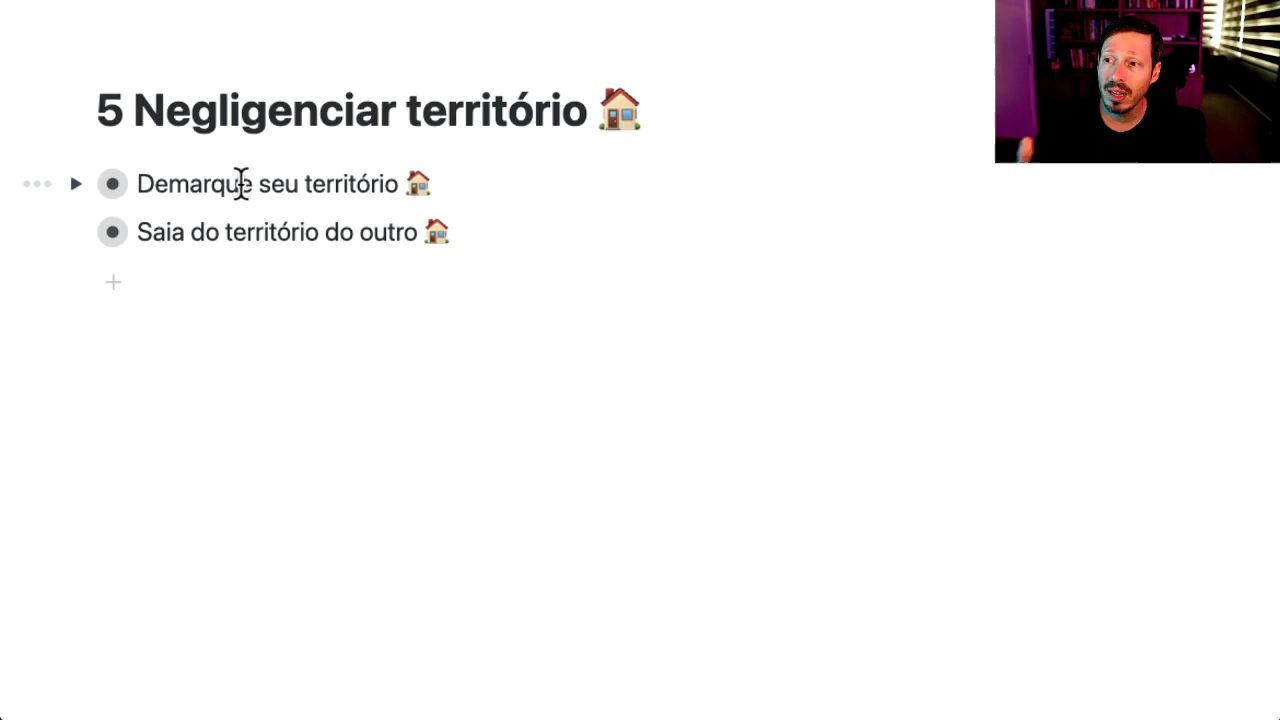 5 Negligenciar território 🏠
Demarque seu território 🏠
Saia do território do outro 🏠